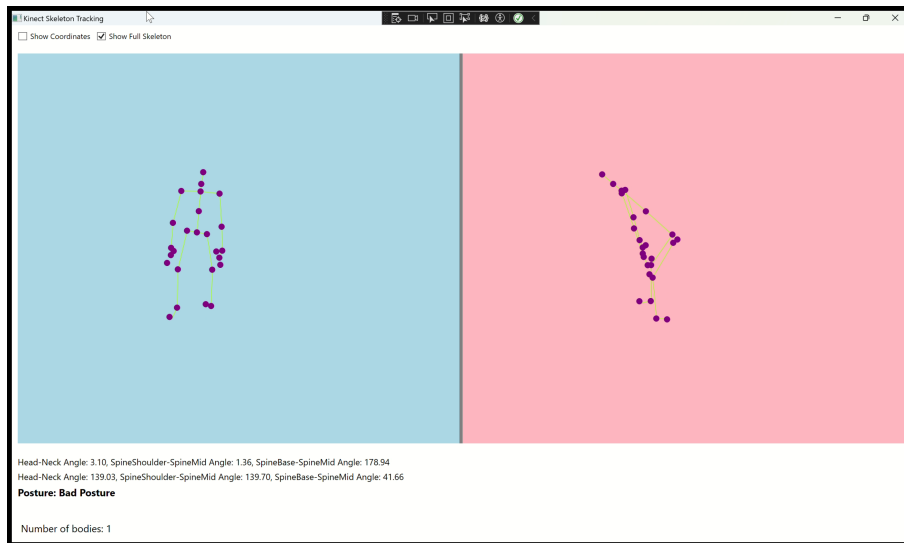 Kinect Skeleton Tracking
Show Coordinates Show Full Skeleton
Head-Neck Angle: 3.10, SpineShoulder-SpineMid Angle: 1.36, SpineBase-SpineMid Angle: 178.94
Head-Neck Angle: 139.03, SpineShoulder-SpineMid Angle: 139.70, SpineBase-SpineMid Angle: 41.66
Posture: Bad Posture
Number of bodies: 1